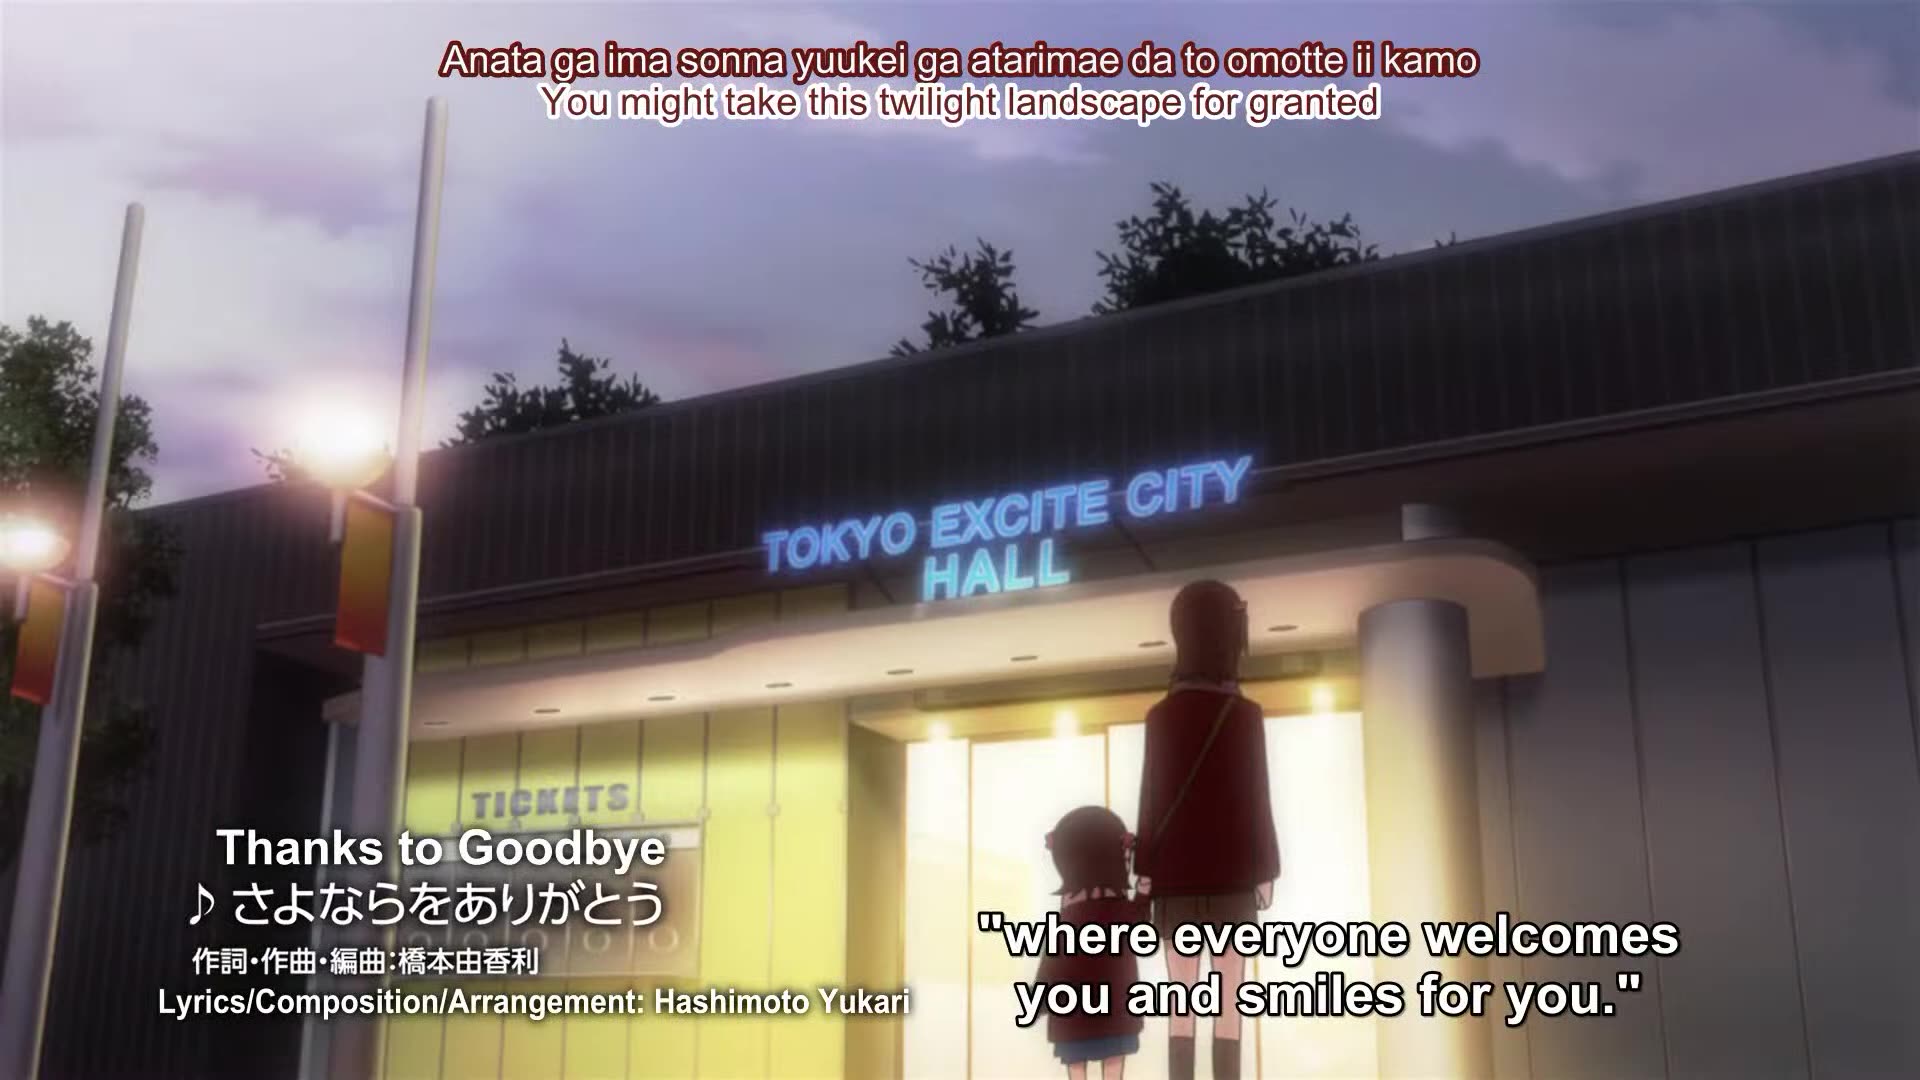 Anata ga ima sonna yuukei ga atarimae da to omotte ii kamo
You might take this twilight landscape for granted
TOKYO EXCITE CITY
HALL
TICKETS
Thanks to Goodbye
♪ さよならをありがとう
作詞・作曲・編曲:橋本由香利
Lyrics/Composition/Arrangement: Hashimoto Yukari
"where everyone welcomes
you and smiles for you."